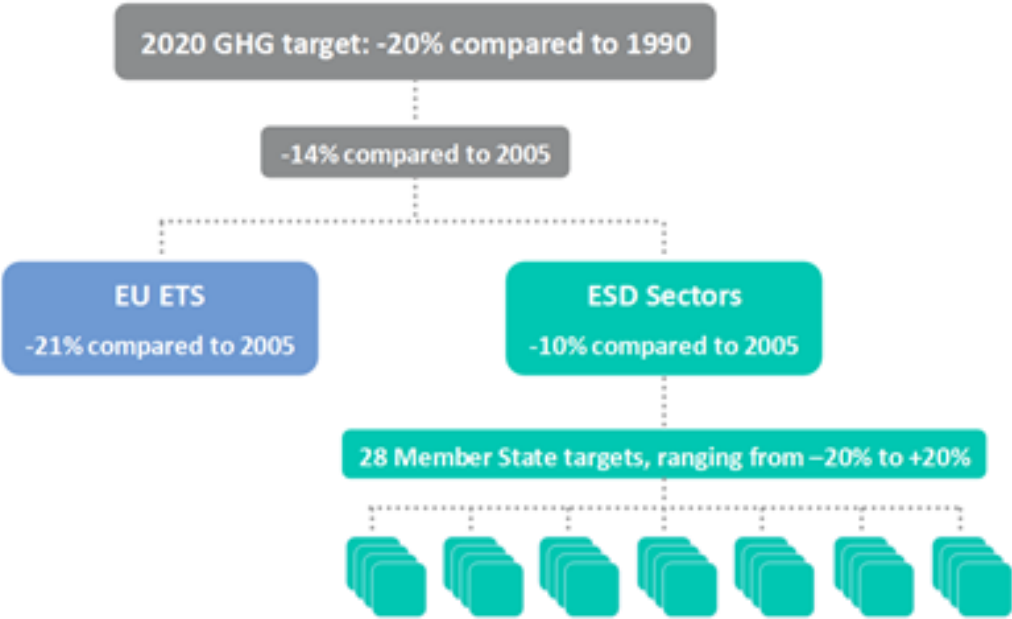 2020 GHG target: -20% compared to 1990
-14% compared to 2005
EU ETS
-21% compared to 2005
ESD Sectors
-10% compared to 2005
28 Member State targets, ranging from –20% to +20%